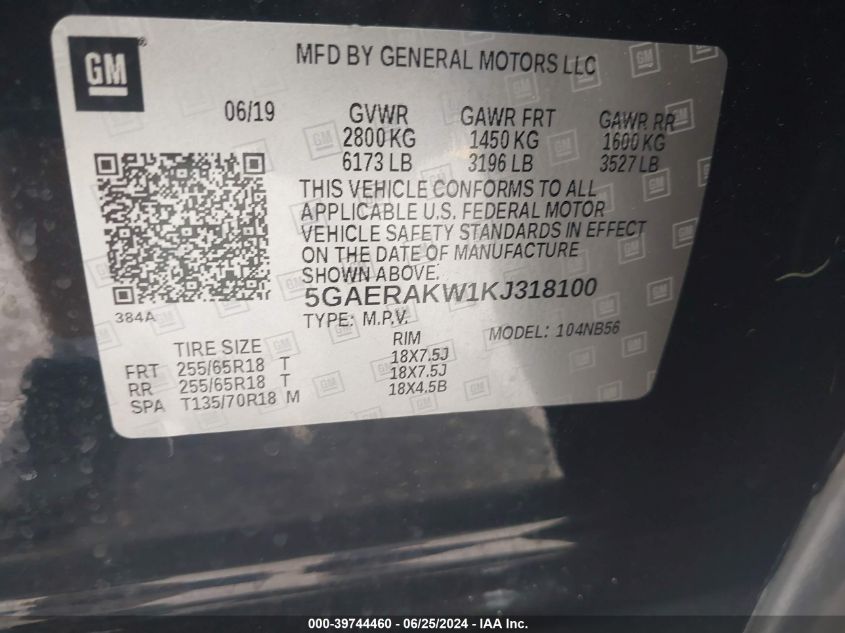 GM
MFD BY GENERAL MOTORS LLC
06/19 GVWR GAWR FRT GAWR RR
2800 KG 1450 KG 1600 KG
6173 LB 3196 LB 3527 LB
THIS VEHICLE CONFORMS TO ALL
APPLICABLE U.S. FEDERAL MOTOR
VEHICLE SAFETY STANDARDS IN EFFECT
ON THE DATE OF MANUFACTURE
SHOWN ABOVE.
5GAERAKW1KJ318100
384A
TYPE: M.P.V. MODEL: 104NB56
TIRE SIZE RIM
FRT 255/65R18 T 18X7.5J
RR 255/65R18 T 18X7.5J
SPA T135/70R18 M 18X4.5B
000-39744460 - 06/25/2024 - IAA Inc.